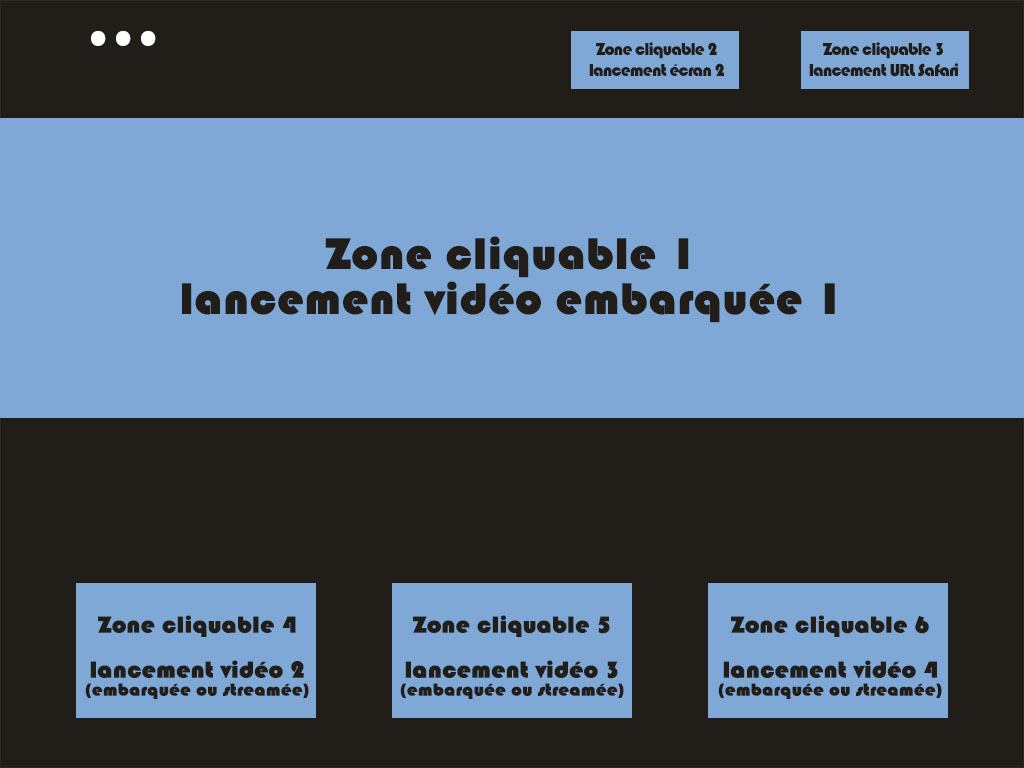 Zone cliquable 2
lancement écran 2
Zone cliquable 3
lancement URL Safari
Zone cliquable 1
lancement vidéo embarquée 1
Zone cliquable 4
lancement vidéo 2
(embarquée ou streamée)
Zone cliquable 5
lancement vidéo 3
(embarquée ou streamée)
Zone cliquable 6
lancement vidéo 4
(embarquée ou streamée)